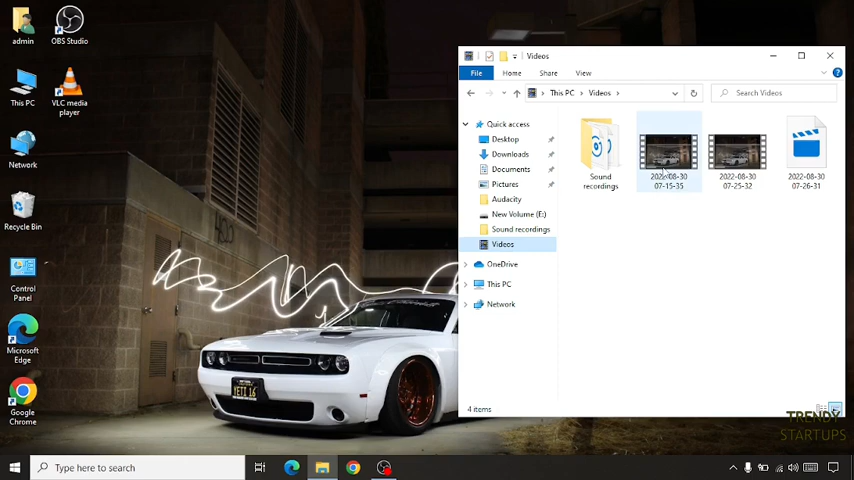 admin
OBS Studio
This PC
VLC media
player
Network
Recycle Bin
Control
Panel
Microsoft
Edge
Google
Chrome
YETI 16
Videos
File
Home
Share
View
This PC
Videos
Search Videos
Quick access
Desktop
Downloads
Documents
Pictures
Audacity
New Volume (E:)
Sound recordings
Videos
OneDrive
This PC
Network
Sound
recordings
2022-08-30
07-15-35
2022-08-30
07-25-32
2022-08-30
07-26-31
4 items
TRENDY
STARTUPS
Type here to search